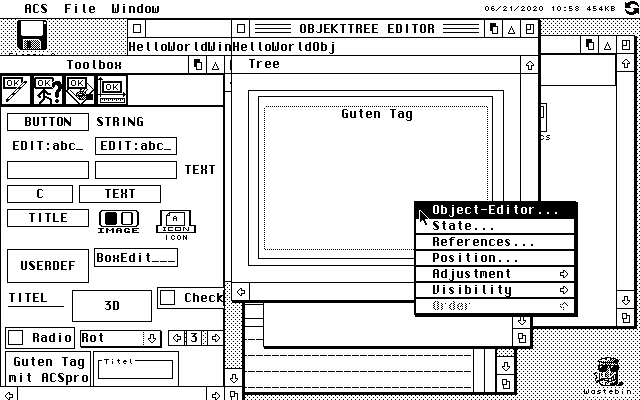 ACS File Window
06/21/2020 10:58 454KB
OBJEKTTREE EDITOR
HelloWorldWin
HelloWorldObj
Toolbox
Tree
OK OK OK OK
BUTTON STRING
EDIT:abc_ EDIT:abc_
TEXT
C TEXT
TITLE
IMAGE
ICON
ICON
USERDEF
BoxEdit___
TITEL
3D
Check
Radio
Rot
3
Guten Tag
mit ACSpro
Titel
Guten Tag
Object-Editor...
State...
References...
Position...
Adjustment
Visibility
Order
Wastebin